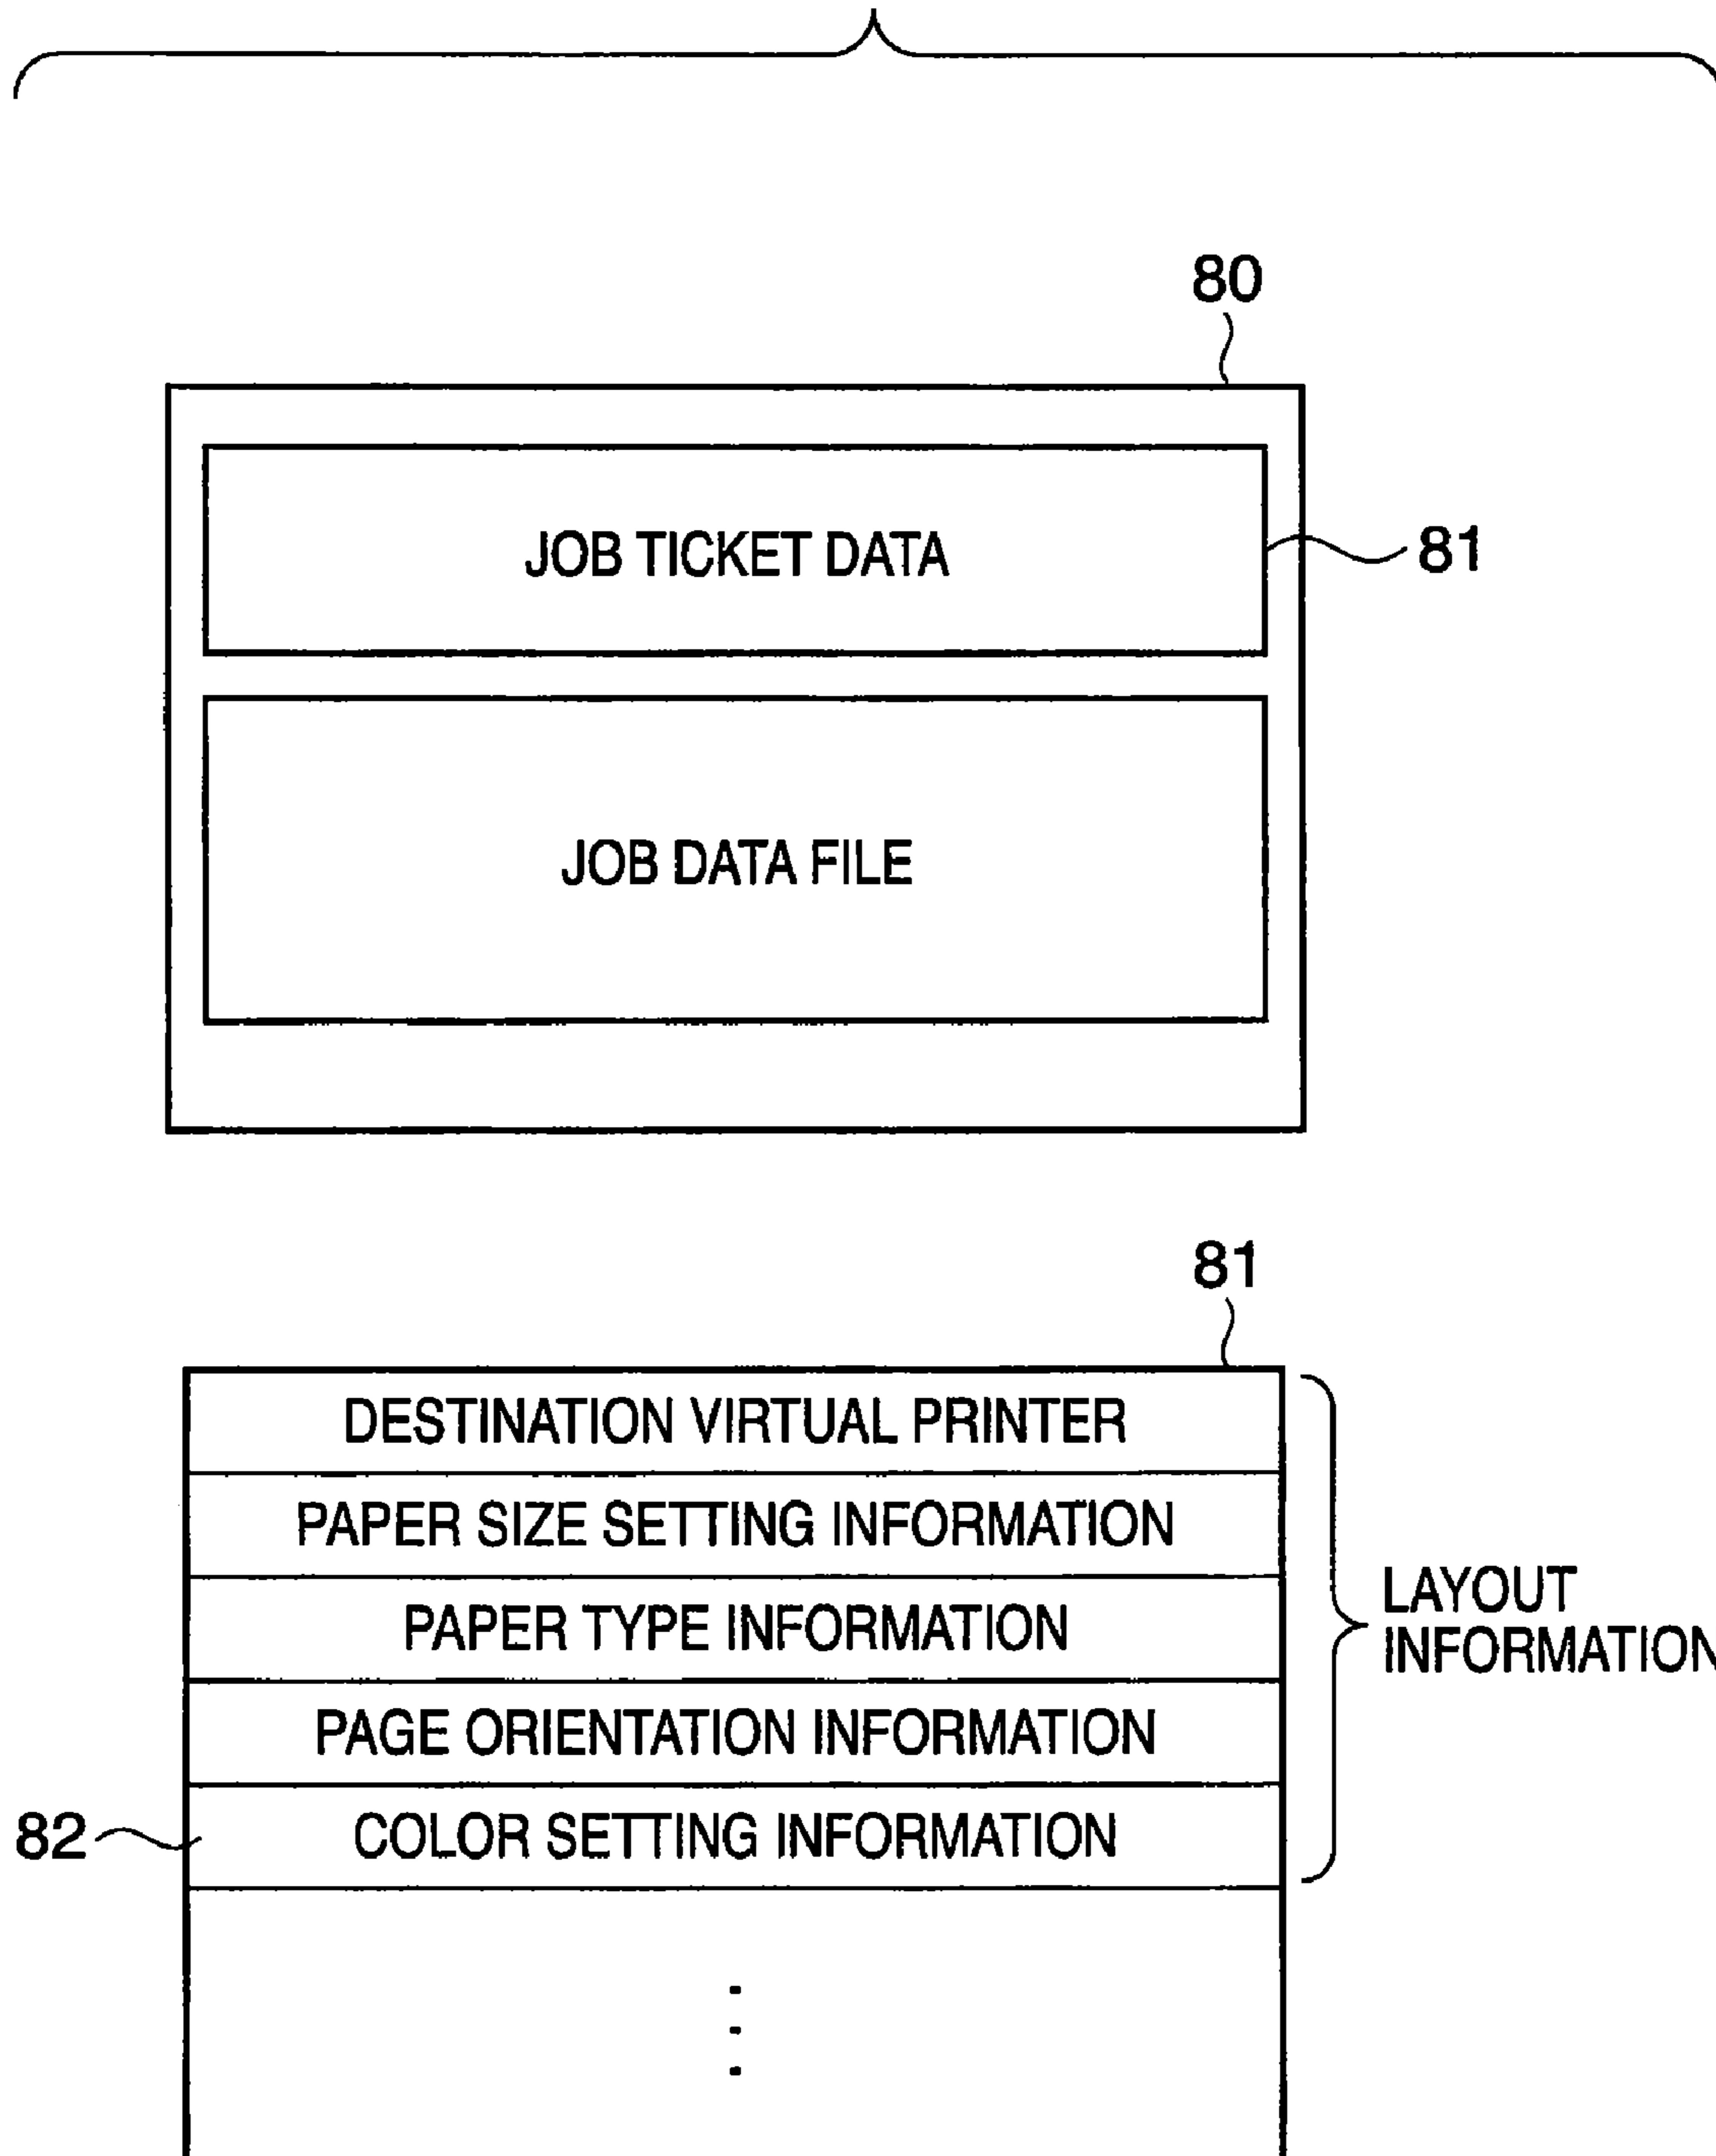 80
JOB TICKET DATA
81
JOB DATA FILE
81
DESTINATION VIRTUAL PRINTER
PAPER SIZE SETTING INFORMATION
PAPER TYPE INFORMATION
LAYOUT
INFORMATION
PAGE ORIENTATION INFORMATION
82
COLOR SETTING INFORMATION